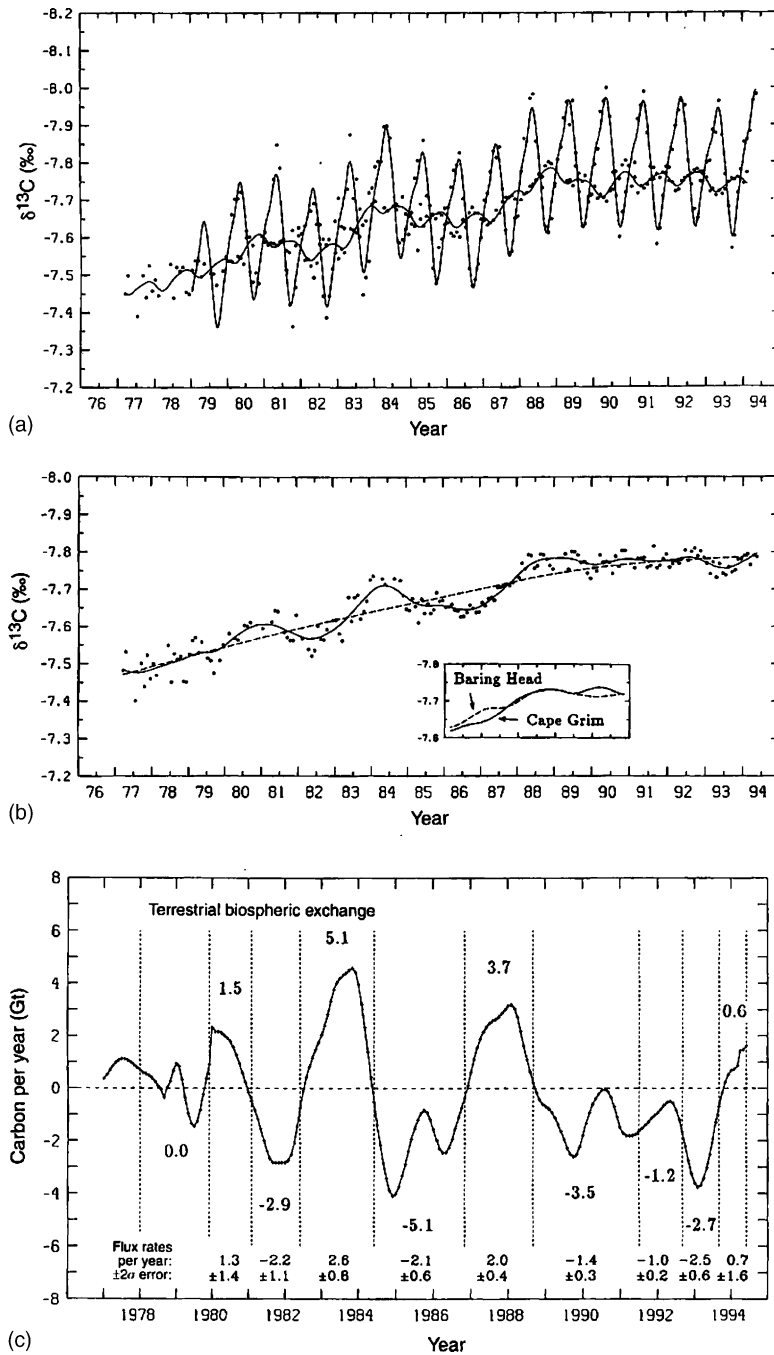 -8.2
-8.1
-8.0
-7.9
-7.8
-7.7
-7.6
-7.5
-7.4
-7.3
-7.2
δ¹³C (‰)
76 77 78 79 80 81 82 83 84 85 86 87 88 89 90 91 92 93 94
(a)
Year
-8.0
-7.9
-7.8
-7.7
-7.6
-7.5
-7.4
-7.3
-7.2
δ¹³C (‰)
-7.8
Baring Head
-7.7
Cape Grim
-7.6
76 77 78 79 80 81 82 83 84 85 86 87 88 89 90 91 92 93 94
(b)
Year
8
6
4
2
0
-2
-4
-6
-8
Carbon per year (Gt)
Terrestrial biospheric exchange
5.1
1.5
3.7
0.6
0.0
-2.9
-5.1
-3.5
-1.2
-2.7
Flux rates
per year: 1.3 -2.2 2.6 -2.1 2.0 -1.4 -1.0 -2.5 0.7
±2σ error: ±1.4 ±1.1 ±0.8 ±0.6 ±0.4 ±0.3 ±0.2 ±0.6 ±1.6
1978 1980 1982 1984 1986 1988 1990 1992 1994
(c)
Year